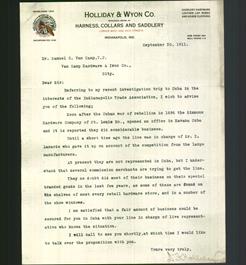 HOLLIDAY & WYON CO.
HARNESS, COLLARS AND SADDLERY
INDIANAPOLIS, IND.
September 20, 1911.
Mr. Samuel G. Van Camp, V.P.
Van Camp Hardware & Iron Co.,
City.
Dear Sir:
Referring to my recent investigation trip to Cuba in the
interests of the Indianapolis Trade Association, I wish to advise
you of the following;
Soon after the Cuban war of rebellion in 1898 the Simmons
Hardware Company of St. Louis Mo., opened an office in Havana Cuba
and it is reported they did considerable business.
Until a short time ago the line was in charge of Mr. I.
who gave it up on account of the competition from the large
manufacturers.
At present they are not represented in Cuba, but I under-
stand that several commission merchants are trying to get the line.
They no doubt did most of their business on their special
branded goods in the last few years, as some of these are found on the
shelves of most every retail hardware store, and in a number of
the show windows.
I am satisfied that a fair amount of business could be
secured for you in Cuba with your line in charge of live representa-
tive who knows the situation.
I will call to see you shortly, at which time I would like
to talk over the proposition with you.
Yours very truly,